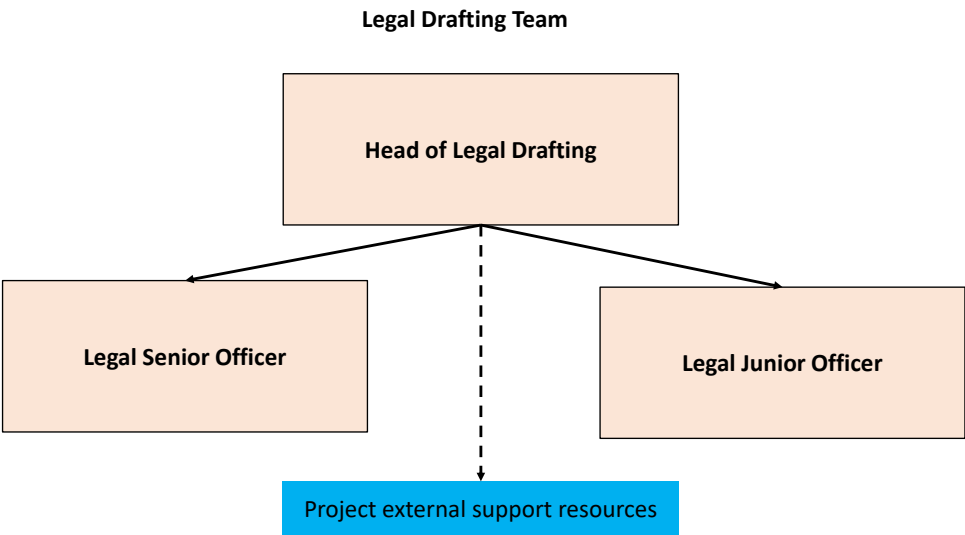 Legal Drafting Team
Head of Legal Drafting
Legal Senior Officer
Legal Junior Officer
Project external support resources